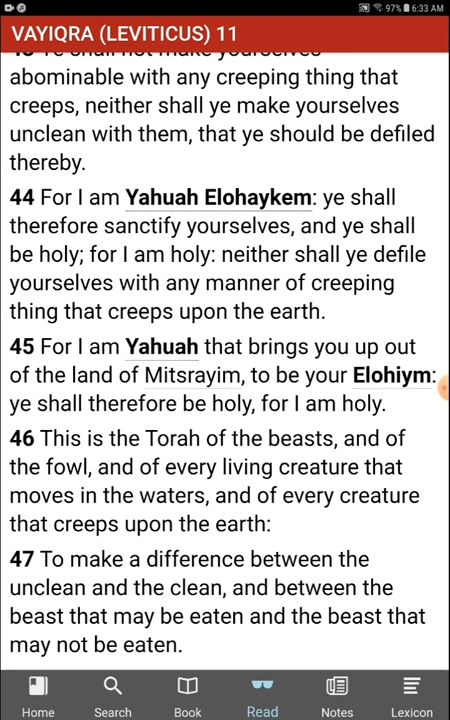 97% 6:33 AM
VAYIQRA (LEVITICUS) 11
43 Ye shall not make yourselves
abominable with any creeping thing that
creeps, neither shall ye make yourselves
unclean with them, that ye should be defiled
thereby.
44 For I am Yahuah Elohaykem: ye shall
therefore sanctify yourselves, and ye shall
be holy; for I am holy: neither shall ye defile
yourselves with any manner of creeping
thing that creeps upon the earth.
45 For I am Yahuah that brings you up out
of the land of Mitsrayim, to be your Elohiym:
ye shall therefore be holy, for I am holy.
46 This is the Torah of the beasts, and of
the fowl, and of every living creature that
moves in the waters, and of every creature
that creeps upon the earth:
47 To make a difference between the
unclean and the clean, and between the
beast that may be eaten and the beast that
may not be eaten.
Home Search Book Read Notes Lexicon